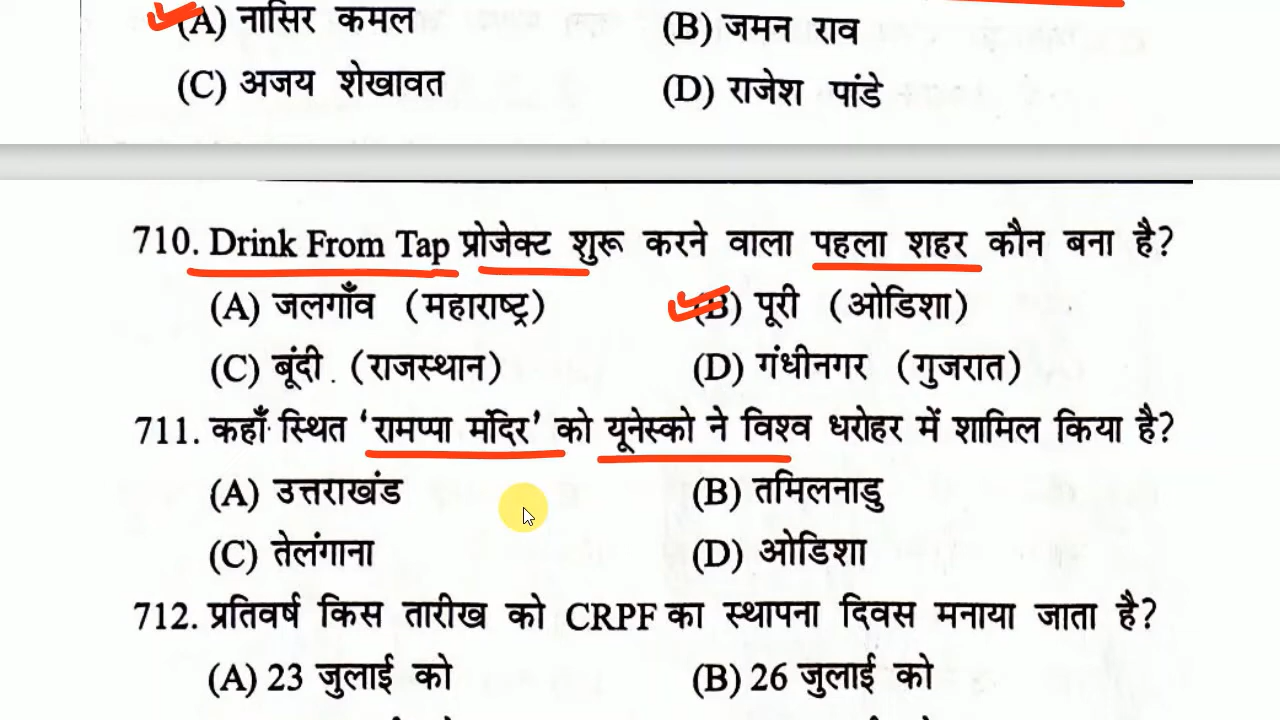 (A) नासिर कमल (B) जमन राव
(C) अजय शेखावत (D) राजेश पांडे
710. Drink From Tap प्रोजेक्ट शुरू करने वाला पहला शहर कौन बना है?
(A) जलगाँव (महाराष्ट्र) (B) पूरी (ओडिशा)
(C) बूंदी (राजस्थान) (D) गंधीनगर (गुजरात)
711. कहाँ स्थित ‘रामप्पा मंदिर’ को यूनेस्को ने विश्व धरोहर में शामिल किया है?
(A) उत्तराखंड (B) तमिलनाडु
(C) तेलंगाना (D) ओडिशा
712. प्रतिवर्ष किस तारीख को CRPF का स्थापना दिवस मनाया जाता है?
(A) 23 जुलाई को (B) 26 जुलाई को